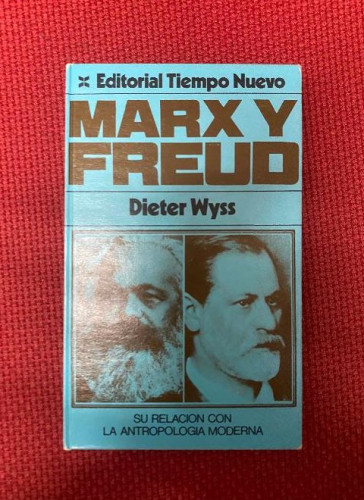 Editorial Tiempo Nuevo
MARX Y
FREUD
Dieter Wyss
SU RELACION CON
LA ANTROPOLOGIA MODERNA